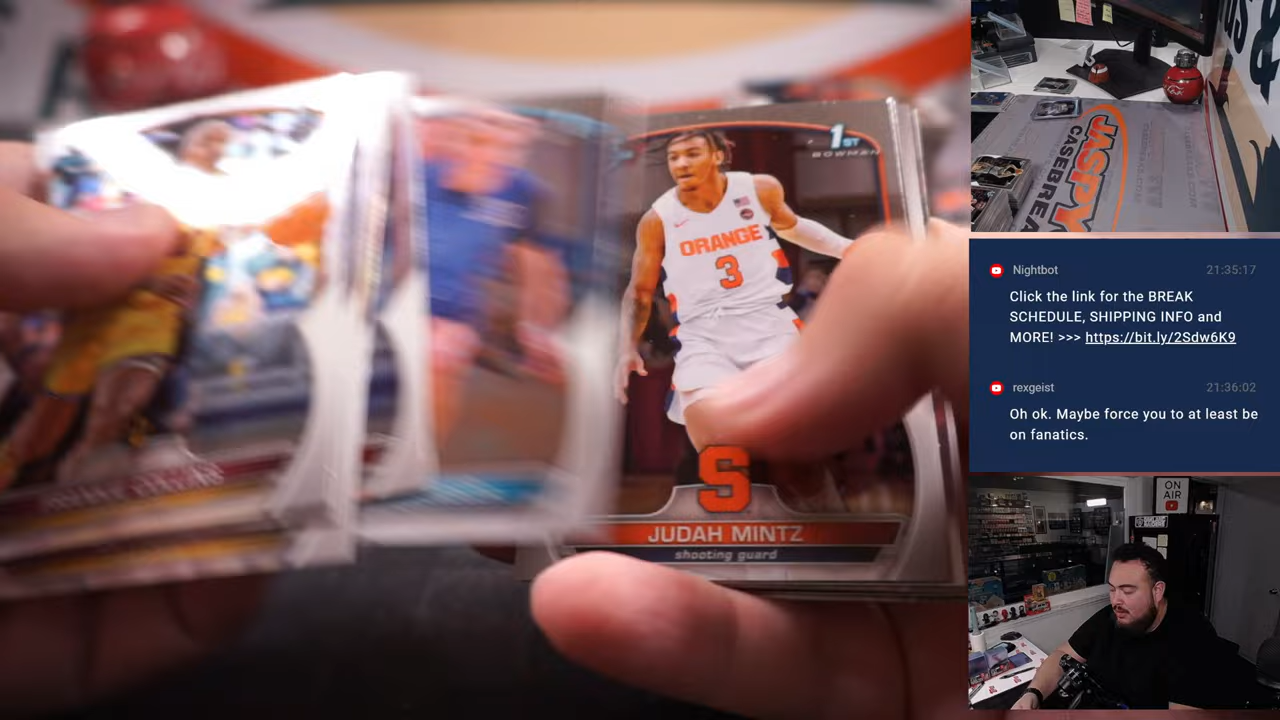 1ST
BOWMAN
ORANGE
3
S
JUDAH MINTZ
shooting guard
JASPY
CASEBREA
Nightbot 21:35:17
Click the link for the BREAK
SCHEDULE, SHIPPING INFO and
MORE! >>> https://bit.ly/2Sdw6K9
rexgeist 21:36:02
Oh ok. Maybe force you to at least be
on fanatics.
ON
AIR